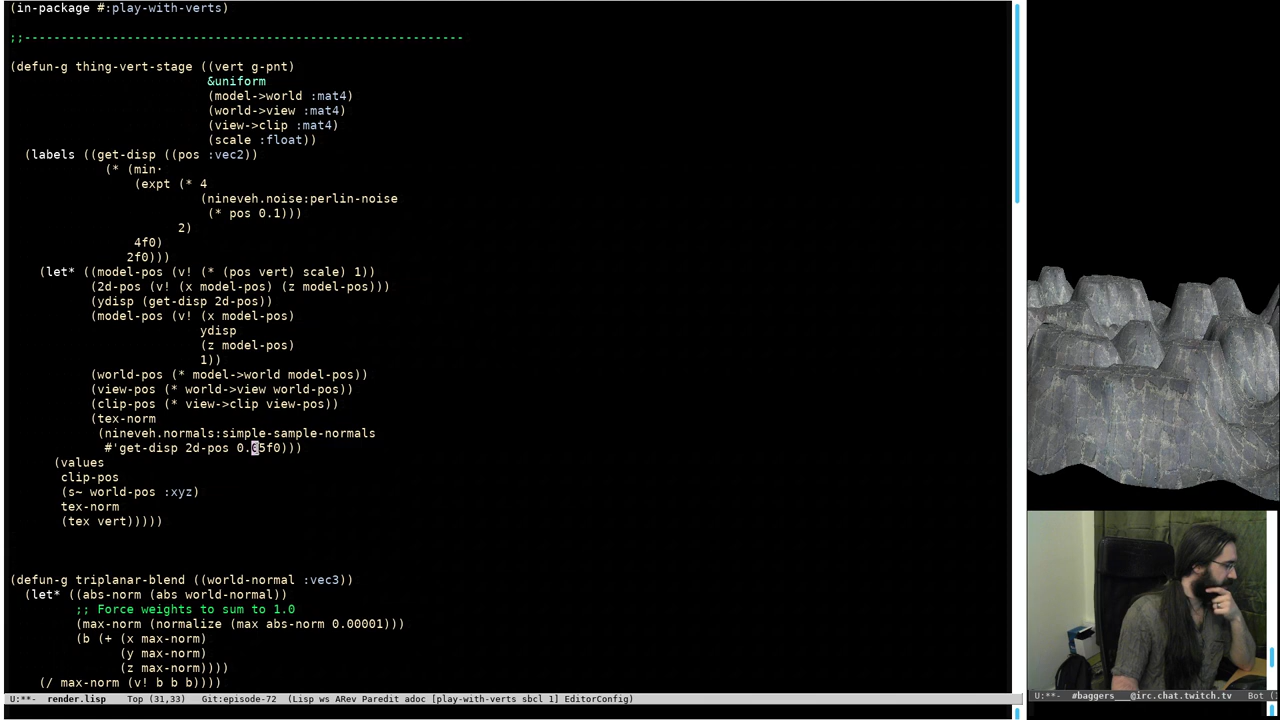 (in-package #:play-with-verts)
;;------------------------------------------------------------
(defun-g thing-vert-stage ((vert g-pnt)
&uniform
(model->world :mat4)
(world->view :mat4)
(view->clip :mat4)
(scale :float))
(labels ((get-disp ((pos :vec2))
(* (min·
(expt (* 4
(nineveh.noise:perlin-noise
(* pos 0.1)))
2)
4f0)
2f0)))
(let* ((model-pos (v! (* (pos vert) scale) 1))
(2d-pos (v! (x model-pos) (z model-pos)))
(ydisp (get-disp 2d-pos))
(model-pos (v! (x model-pos)
ydisp
(z model-pos)
1))
(world-pos (* model->world model-pos))
(view-pos (* world->view world-pos))
(clip-pos (* view->clip view-pos))
(tex-norm
(nineveh.normals:simple-sample-normals
#'get-disp 2d-pos
(values
clip-pos
(s~ world-pos :xyz)
tex-norm
(tex vert)))))
(defun-g triplanar-blend ((world-normal :vec3))
(let* ((abs-norm (abs world-normal))
;; Force weights to sum to 1.0
(max-norm (normalize (max abs-norm 0.00001)))
(b (+ (x max-norm)
(y max-norm)
(z max-norm))))
(/ max-norm (v! b b b))))
U:**- render.lisp Top (31,33) Git:episode-72 (Lisp ws ARev Paredit adoc [play-with-verts sbcl 1] EditorConfig)
U:**- #baggers___@irc.chat.twitch.tv Bot